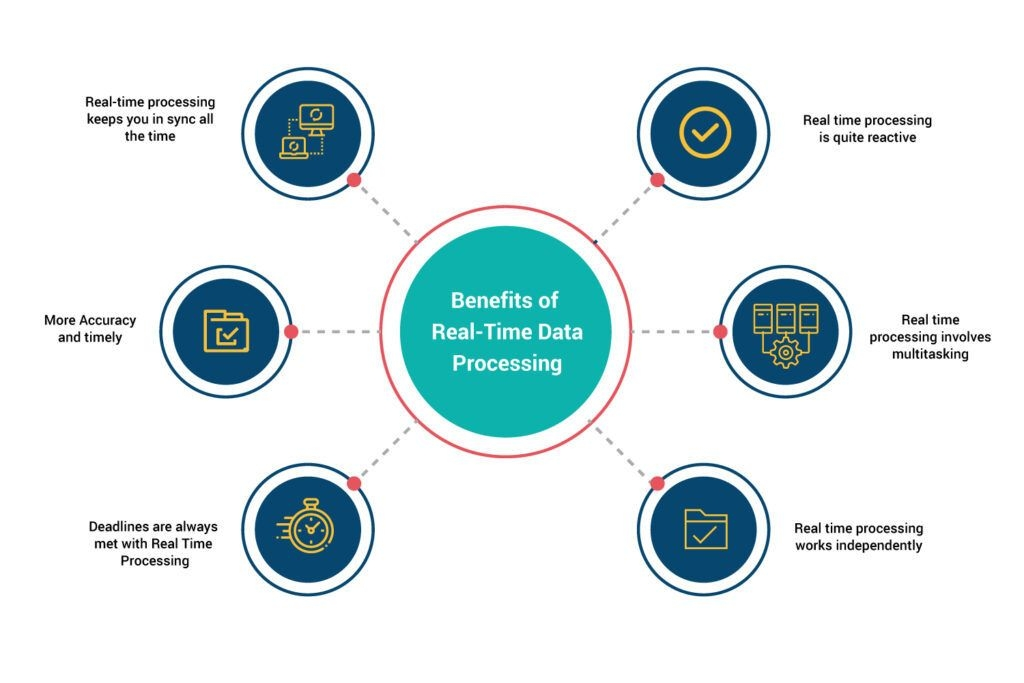 Real-time processing
keeps you in sync all
the time
Real time processing
is quite reactive
Benefits of
Real-Time Data
Processing
More Accuracy
and timely
Real time
processing involves
multitasking
Deadlines are always
met with Real Time
Processing
Real time processing
works independently